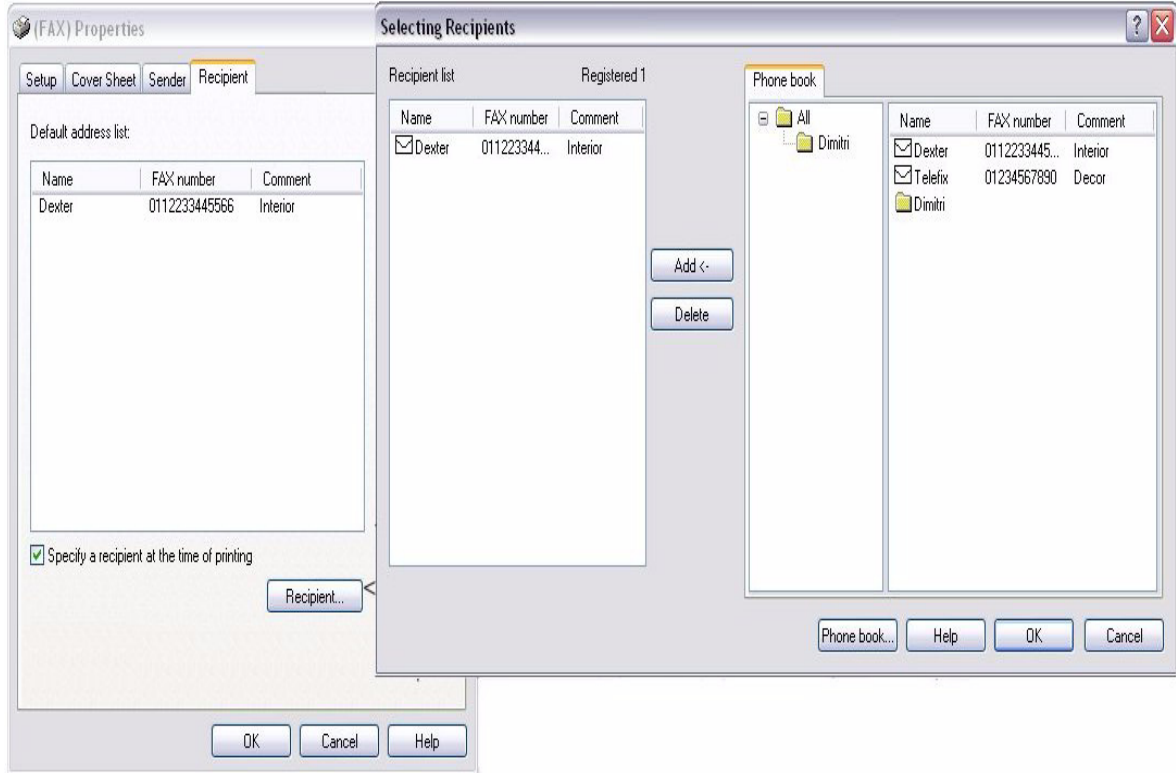 (FAX) Properties
Setup Cover Sheet Sender Recipient
Default address list:
Name FAX number Comment
Dexter 0112233445566 Interior
Specify a recipient at the time of printing
Recipient...
OK Cancel Help
Selecting Recipients
Recipient list Registered 1
Name FAX number Comment
Dexter 011223344... Interior
Add <-
Delete
Phone book
All
Dimitri
Name FAX number Comment
Dexter 0112233445... Interior
Telefix 01234567890 Decor
Dimitri
Phone book... Help OK Cancel